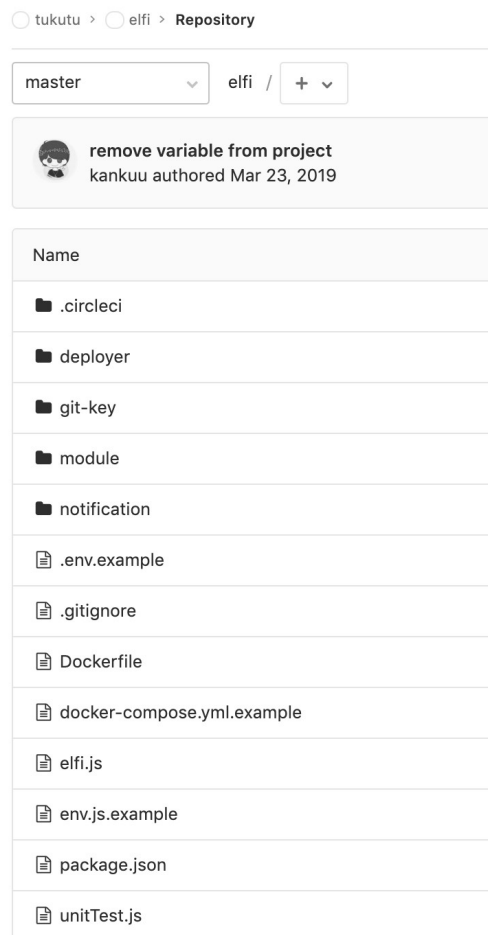 tukutu > elfi > Repository
master elfi / +
remove variable from project
kankuu authored Mar 23, 2019
Name
.circleci
deployer
git-key
module
notification
.env.example
.gitignore
Dockerfile
docker-compose.yml.example
elfi.js
env.js.example
package.json
unitTest.js